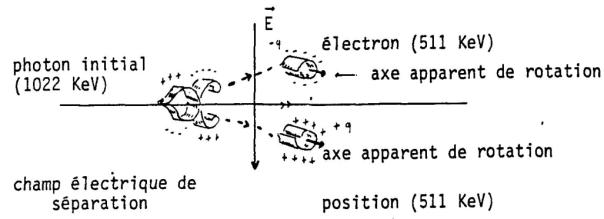 E
-q
électron (511 KeV)
photon initial
(1022 KeV)
+++
axe apparent de rotation
+++
+q
++++
axe apparent de rotation
champ électrique de
séparation
position (511 KeV)